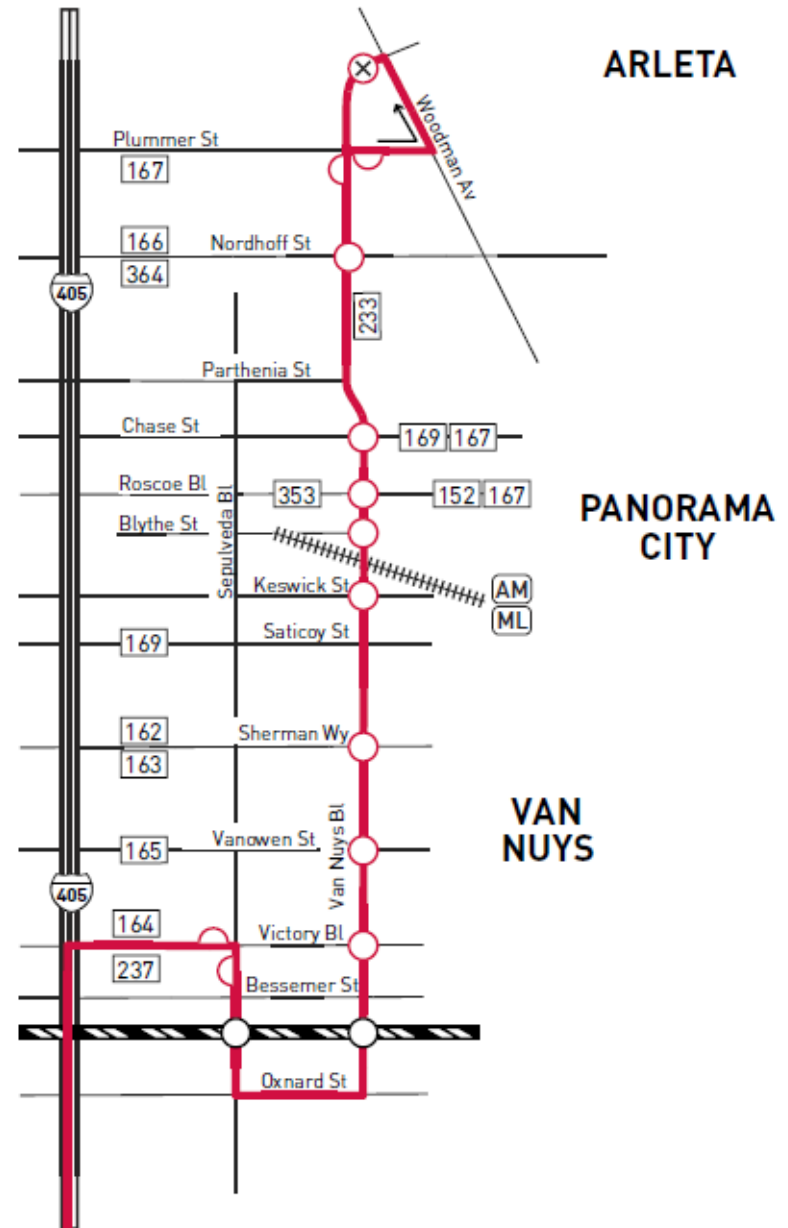 ARLETA
Woodman Av
Plummer St
167
166
Nordhoff St
364
405
233
Parthenia St
Chase St
169
167
Roscoe Bl
353
152
167
PANORAMA
CITY
Blythe St
Sepulveda Bl
Keswick St
AM
ML
Saticoy St
169
162
Sherman Wy
163
VAN
NUYS
Van Nuys Bl
Vanowen St
165
405
164
Victory Bl
237
Bessemer St
Oxnard St